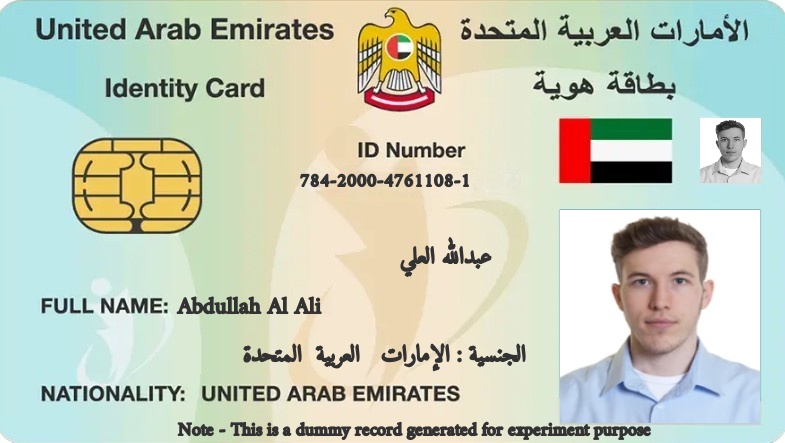 United Arab Emirates
الأمارات العربية المتحدة
Identity Card
بطاقة هوية
ID Number
784-2000-4761108-1
عبدالله العلي
FULL NAME: Abdullah Al Ali
الجنسية : الإمارات العربية المتحدة
NATIONALITY: UNITED ARAB EMIRATES
Note - This is a dummy record generated for experiment purpose